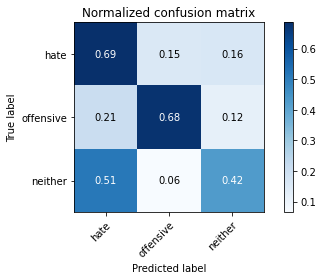 Normalized confusion matrix
True label
hate
offensive
neither
0.69 0.15 0.16
0.21 0.68 0.12
0.51 0.06 0.42
hate
offensive
neither
Predicted label
0.6
0.5
0.4
0.3
0.2
0.1